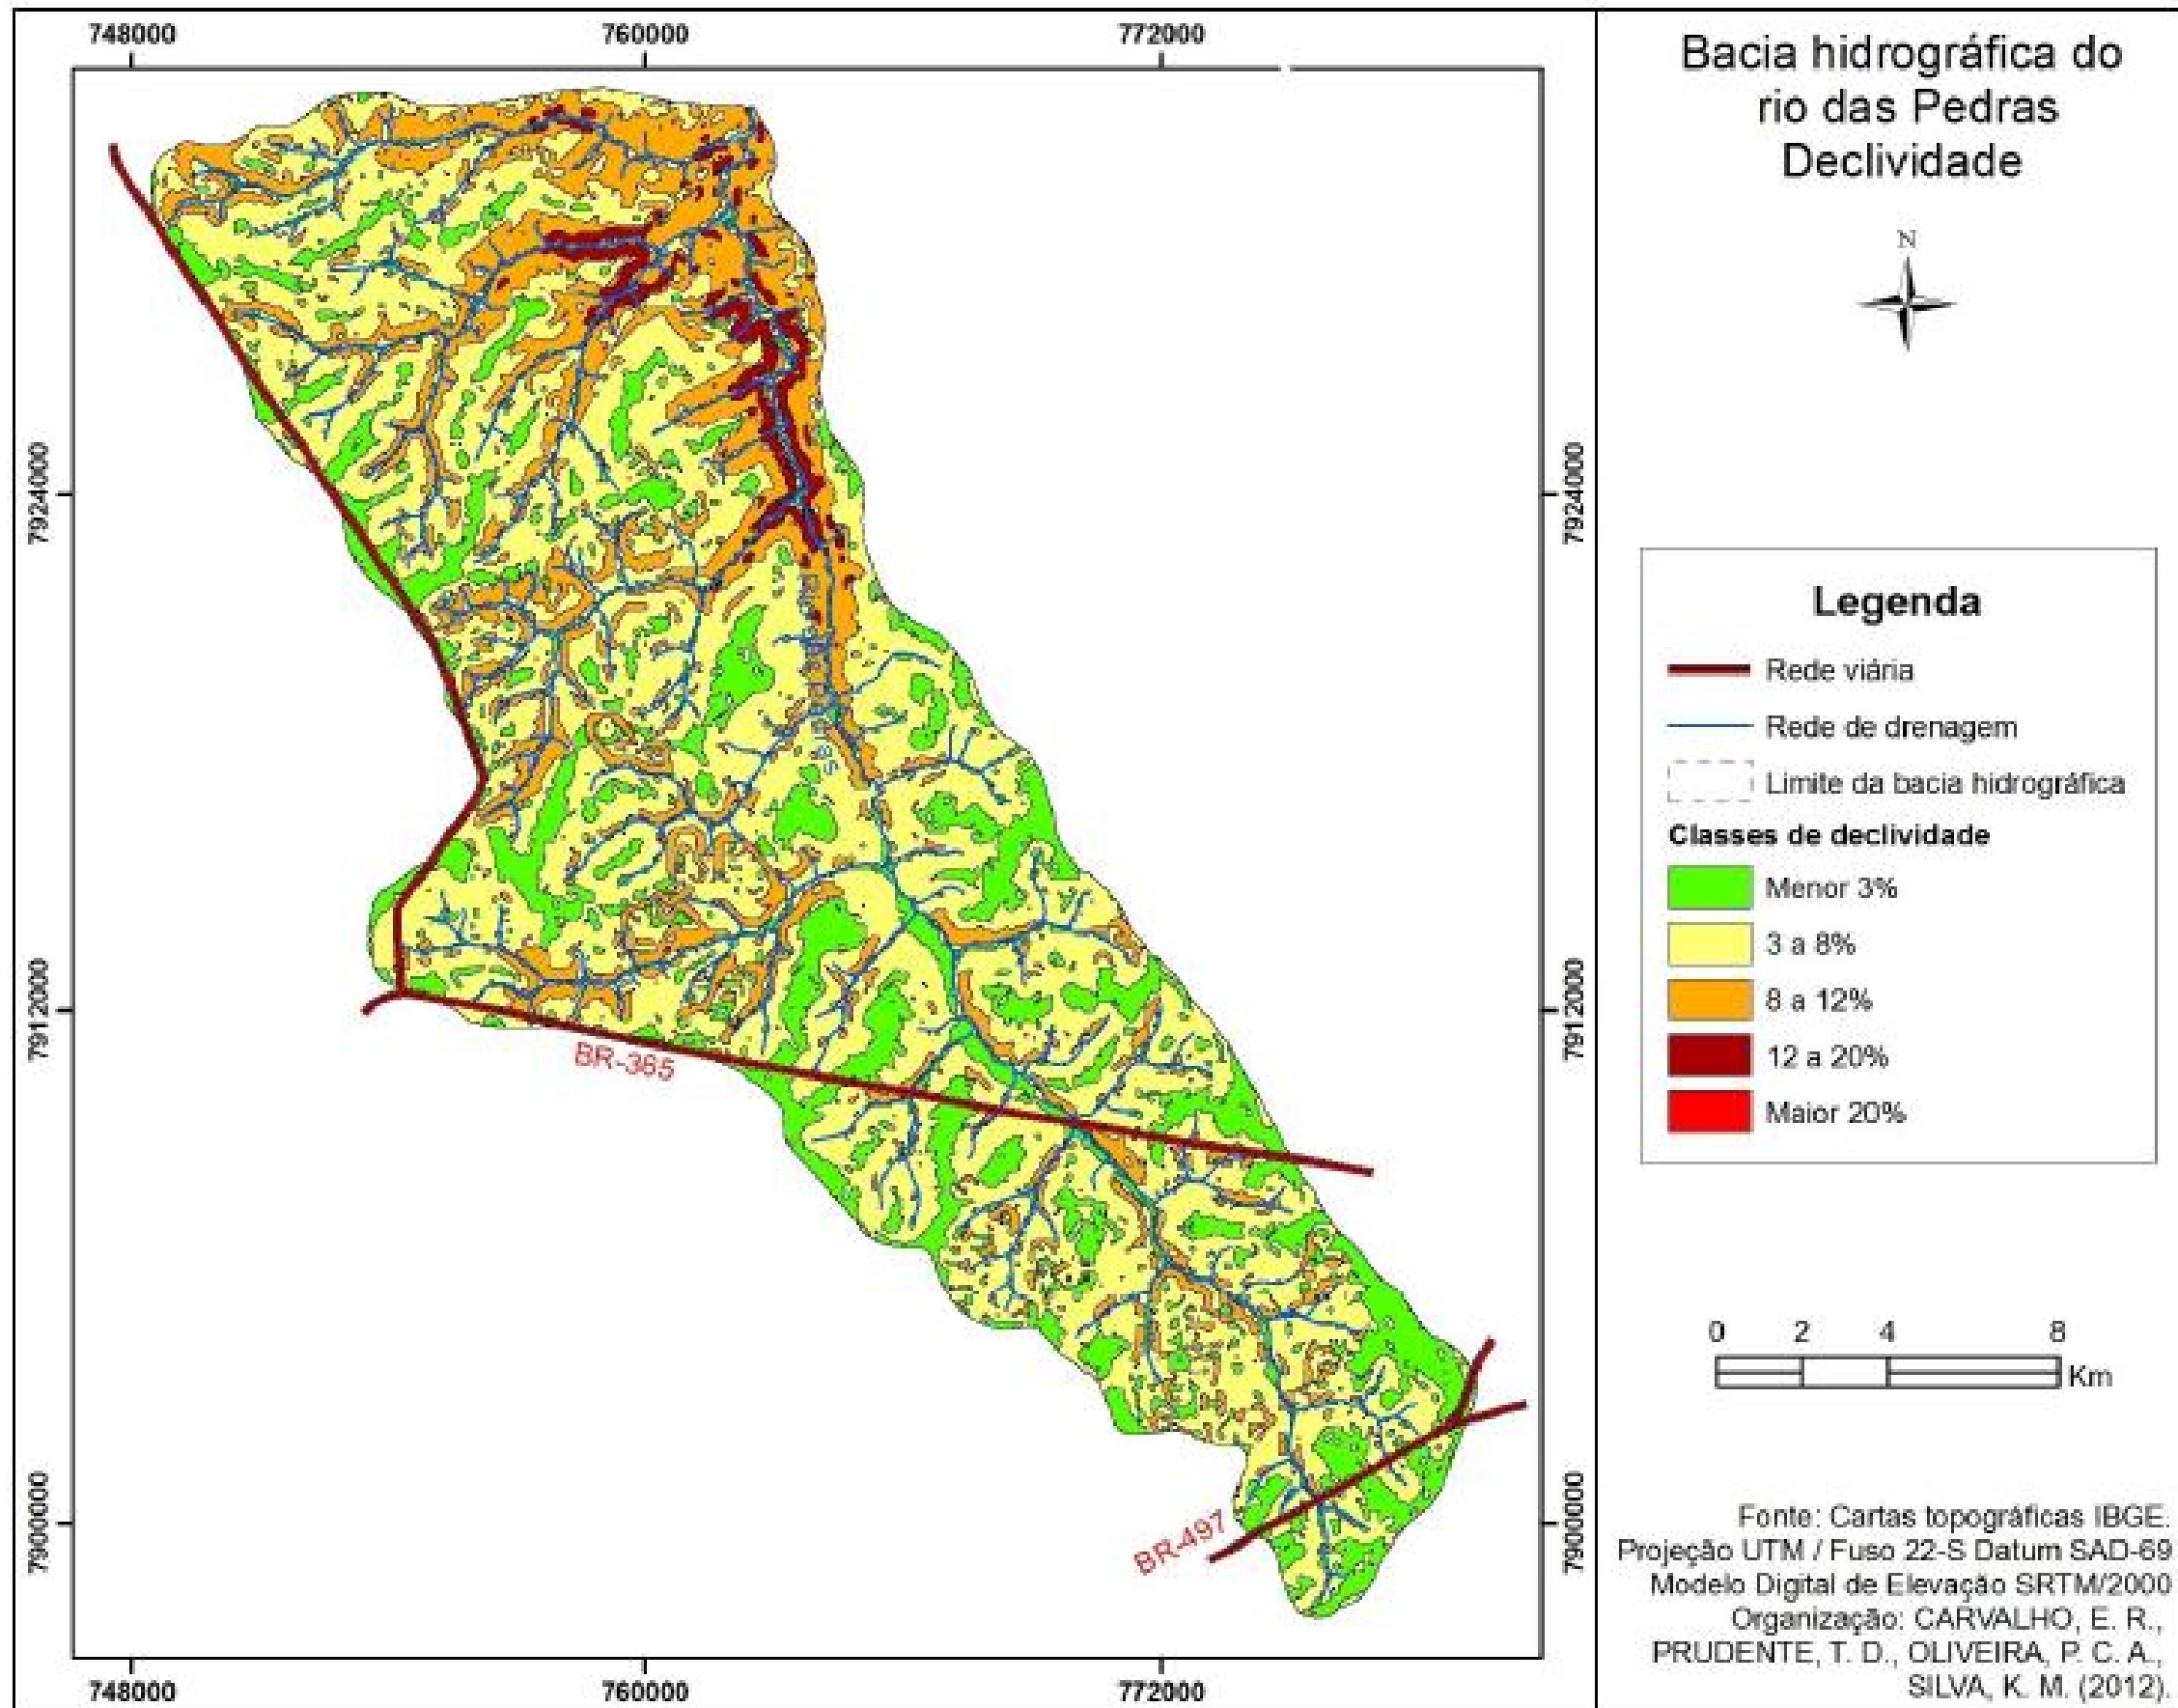 748000
760000
772000
Bacia hidrográfica do
rio das Pedras
Declividade
N
7924000
7924000
Legenda
Rede viária
Rede de drenagem
Limite da bacia hidrográfica
Classes de declividade
Menor 3%
3 a 8%
8 a 12%
12 a 20%
Maior 20%
7912000
7912000
BR-365
0 2 4 8
Km
7900000
7900000
BR-497
Fonte: Cartas topográficas IBGE.
Projeção UTM / Fuso 22-S Datum SAD-69
Modelo Digital de Elevação SRTM/2000
Organização: CARVALHO, E. R.,
PRUDENTE, T. D., OLIVEIRA, P. C. A.,
SILVA, K. M. (2012).
748000
760000
772000